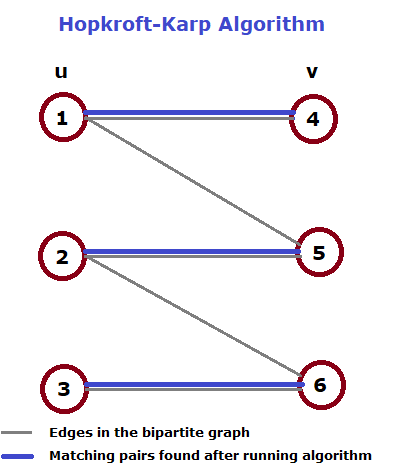 Hopkroft-Karp Algorithm
u v
1 4
2 5
3 6
Edges in the bipartite graph
Matching pairs found after running algorithm